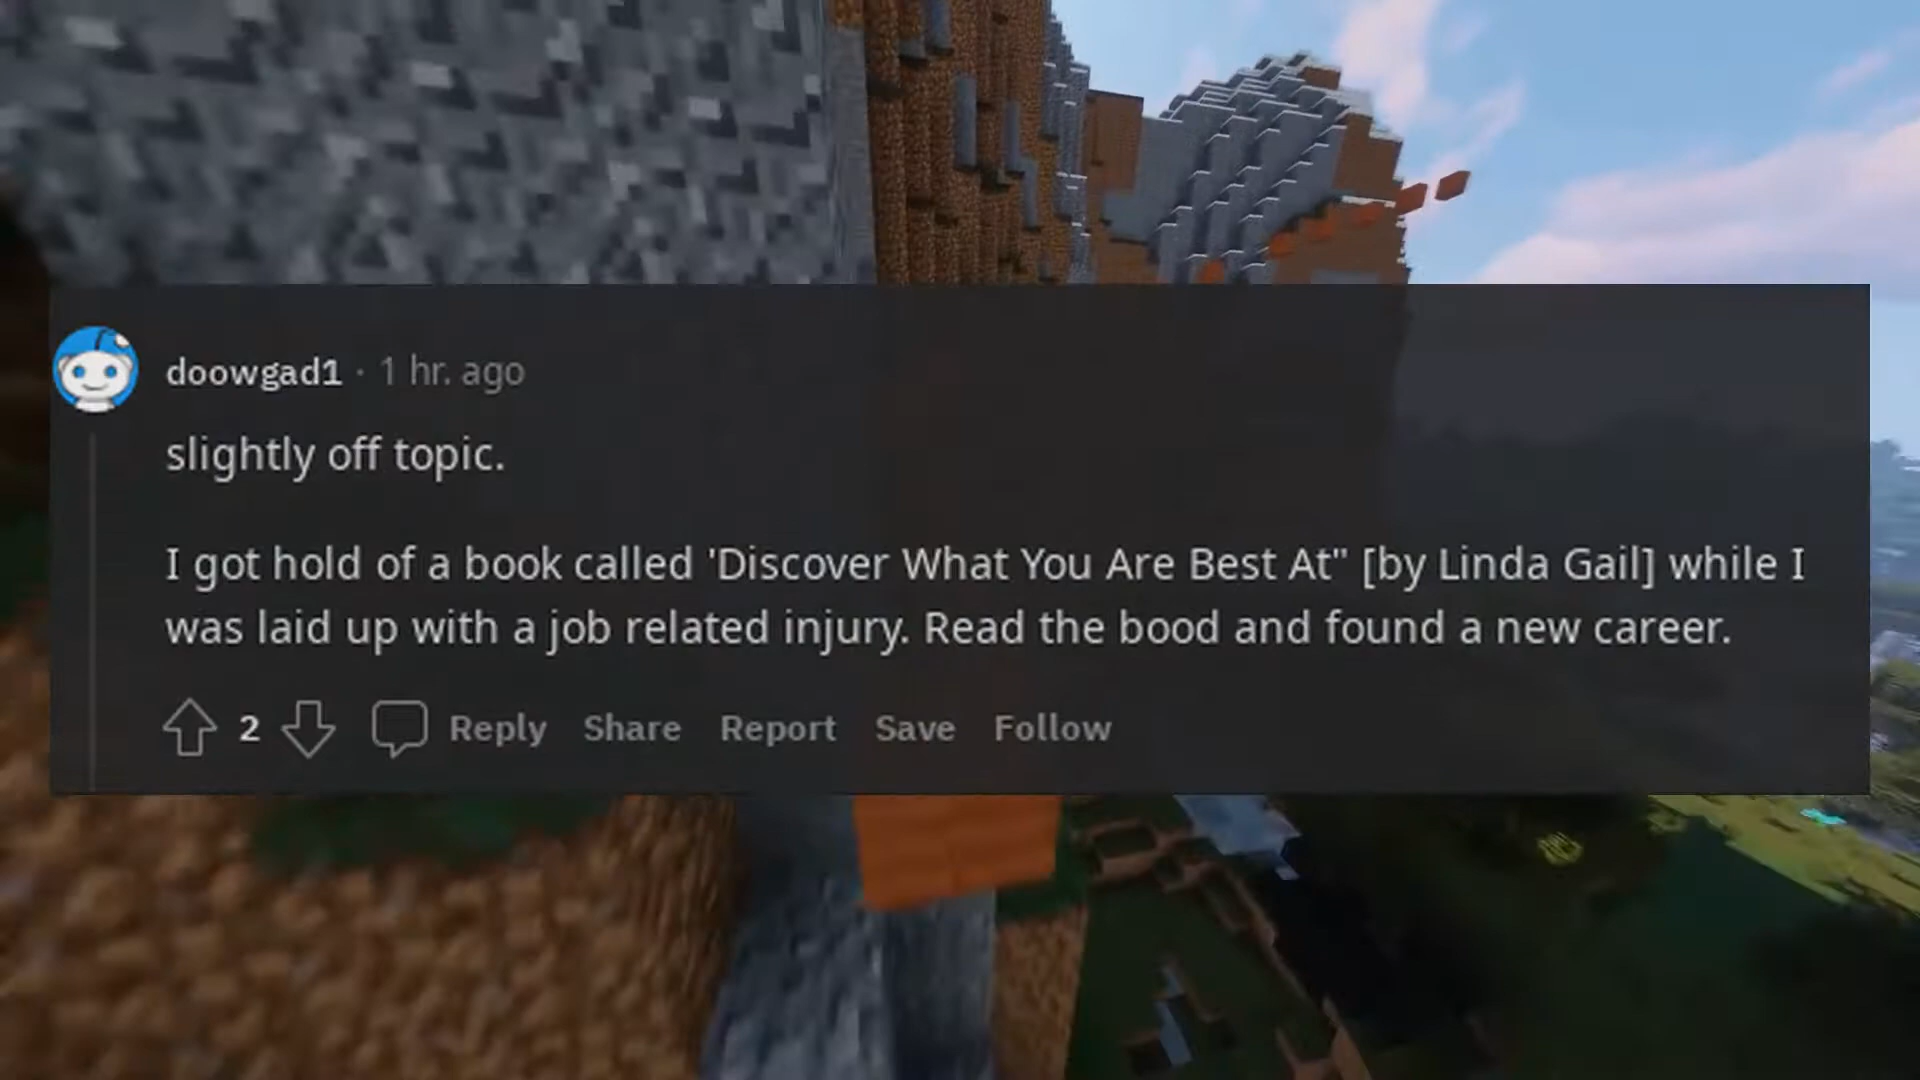 doowgad1 · 1 hr. ago
slightly off topic.
I got hold of a book called 'Discover What You Are Best At" [by Linda Gail] while I
was laid up with a job related injury. Read the bood and found a new career.
2 Reply Share Report Save Follow